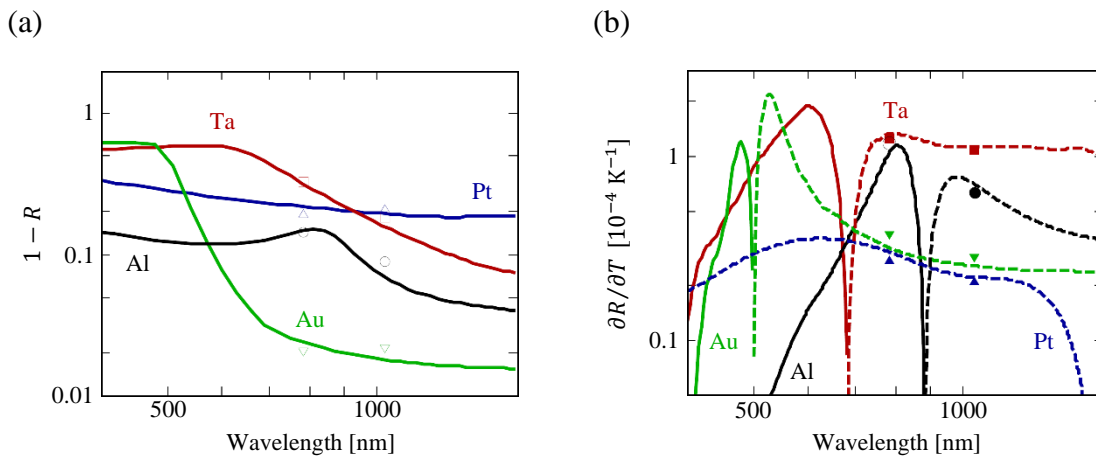 (a)
1 − R
1
0.1
0.01
Ta
Pt
Al
Au
500
1000
Wavelength [nm]
(b)
∂R/∂T [10⁻⁴ K⁻¹]
1
0.1
Ta
Au
Al
Pt
500
1000
Wavelength [nm]